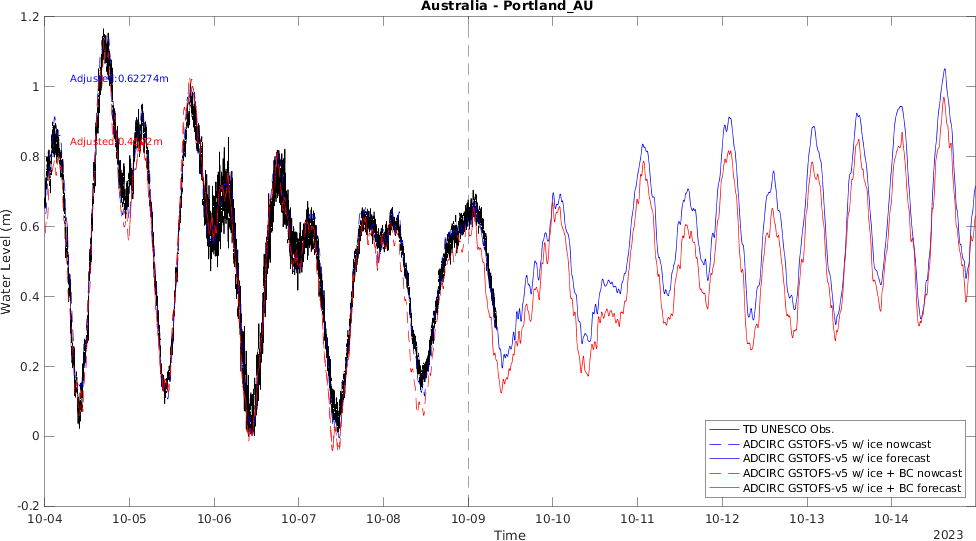 Australia - Portland_AU
1.2
1
0.8
0.6
0.4
0.2
0
-0.2
Water Level (m)
Adjusted:0.62274m
10-04
10-05
10-06
10-07
10-08
10-09
10-10
10-11
10-12
10-13
10-14
Time
2023
TD UNESCO Obs.
ADCIRC GSTOFS-v5 w/ ice nowcast
ADCIRC GSTOFS-v5 w/ ice forecast
ADCIRC GSTOFS-v5 w/ ice + BC nowcast
ADCIRC GSTOFS-v5 w/ ice + BC forecast